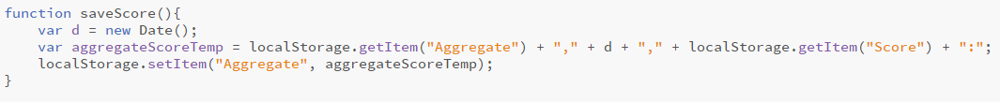 function saveScore(){
    var d = new Date();
    var aggregateScoreTemp = localStorage.getItem("Aggregate") + "," + d + "," + localStorage.getItem("Score") + ":";
    localStorage.setItem("Aggregate", aggregateScoreTemp);
}